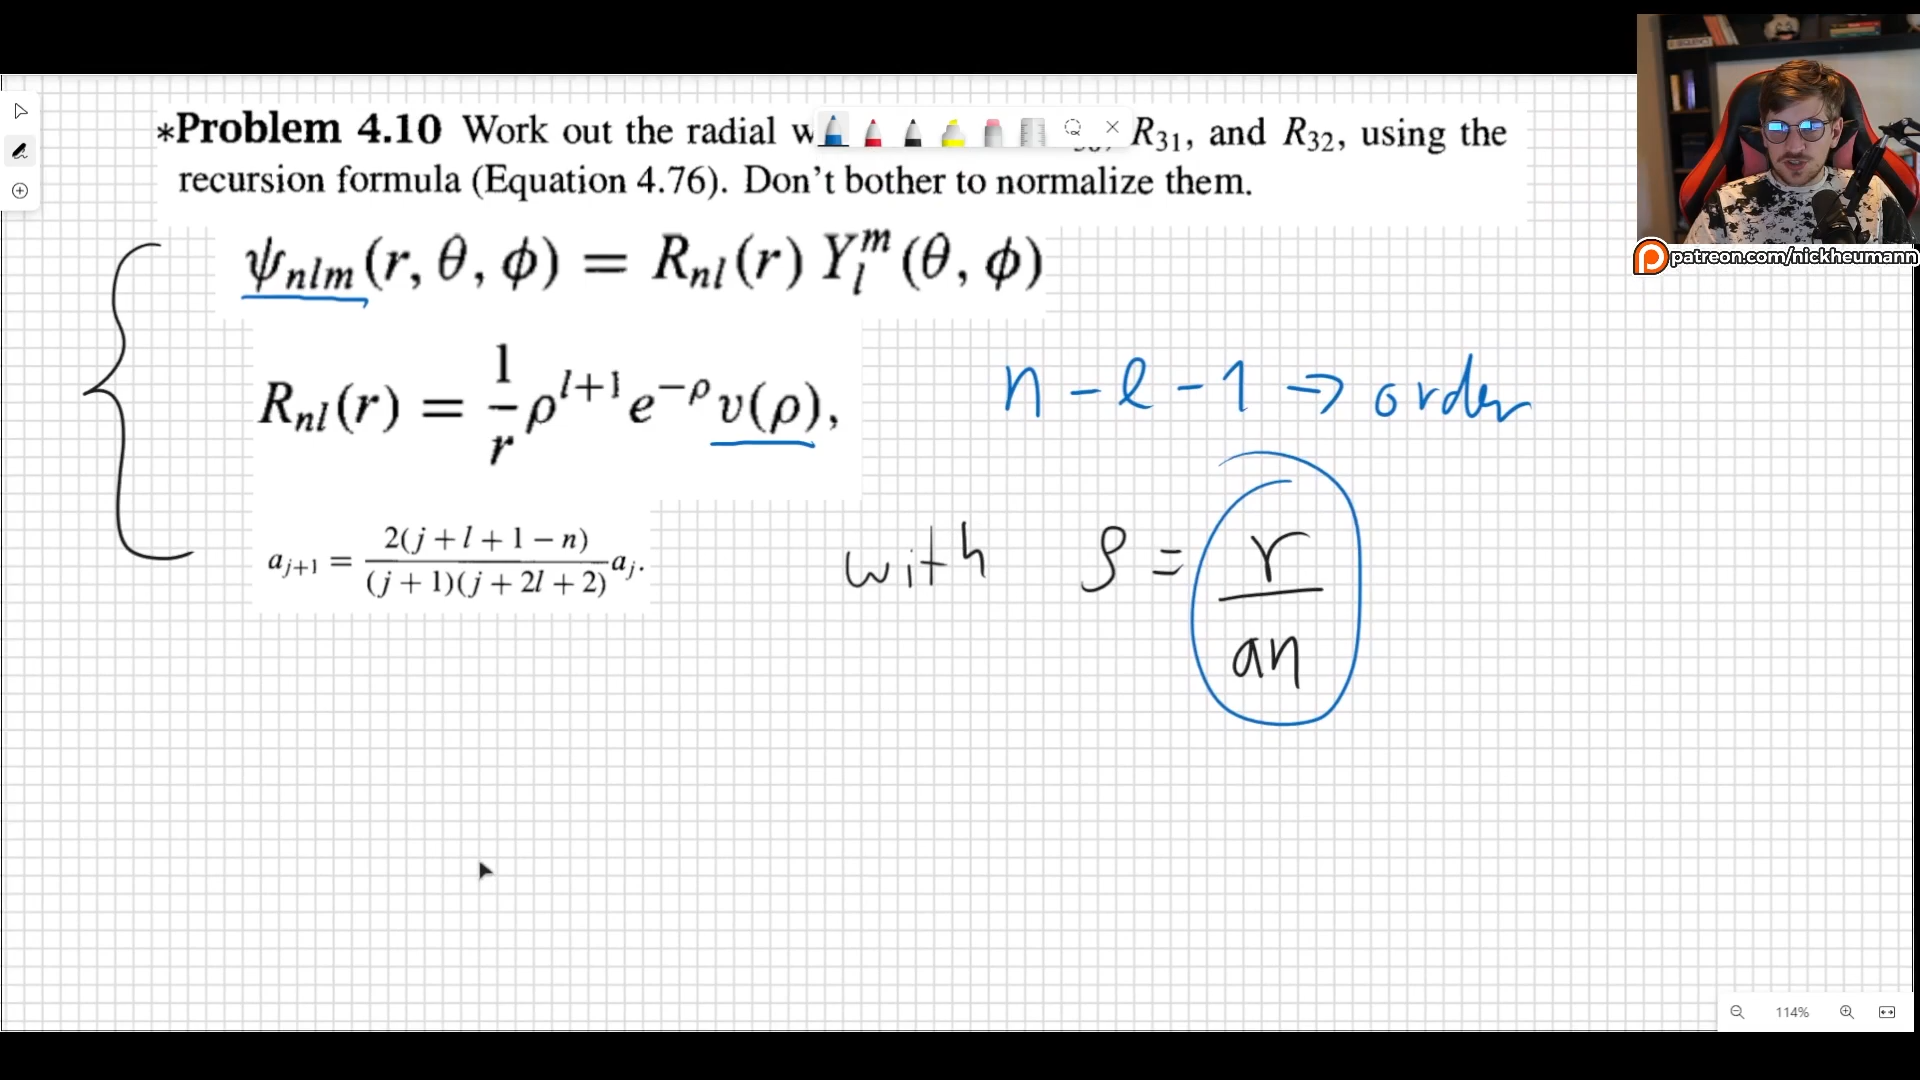 *Problem 4.10 Work out the radial w R31, and R32, using the
recursion formula (Equation 4.76). Don't bother to normalize them.
ψnlm(r, θ, ϕ) = Rnl(r) Ylm(θ, ϕ)
Rnl(r) = 1/r ρ^(l+1) e^(−ρ) v(ρ),
n - l - 1 → order
aj+1 = 2(j + l + 1 − n) / (j + 1)(j + 2l + 2) aj.
with ρ = r / an
patreon.com/nickheumann
114%